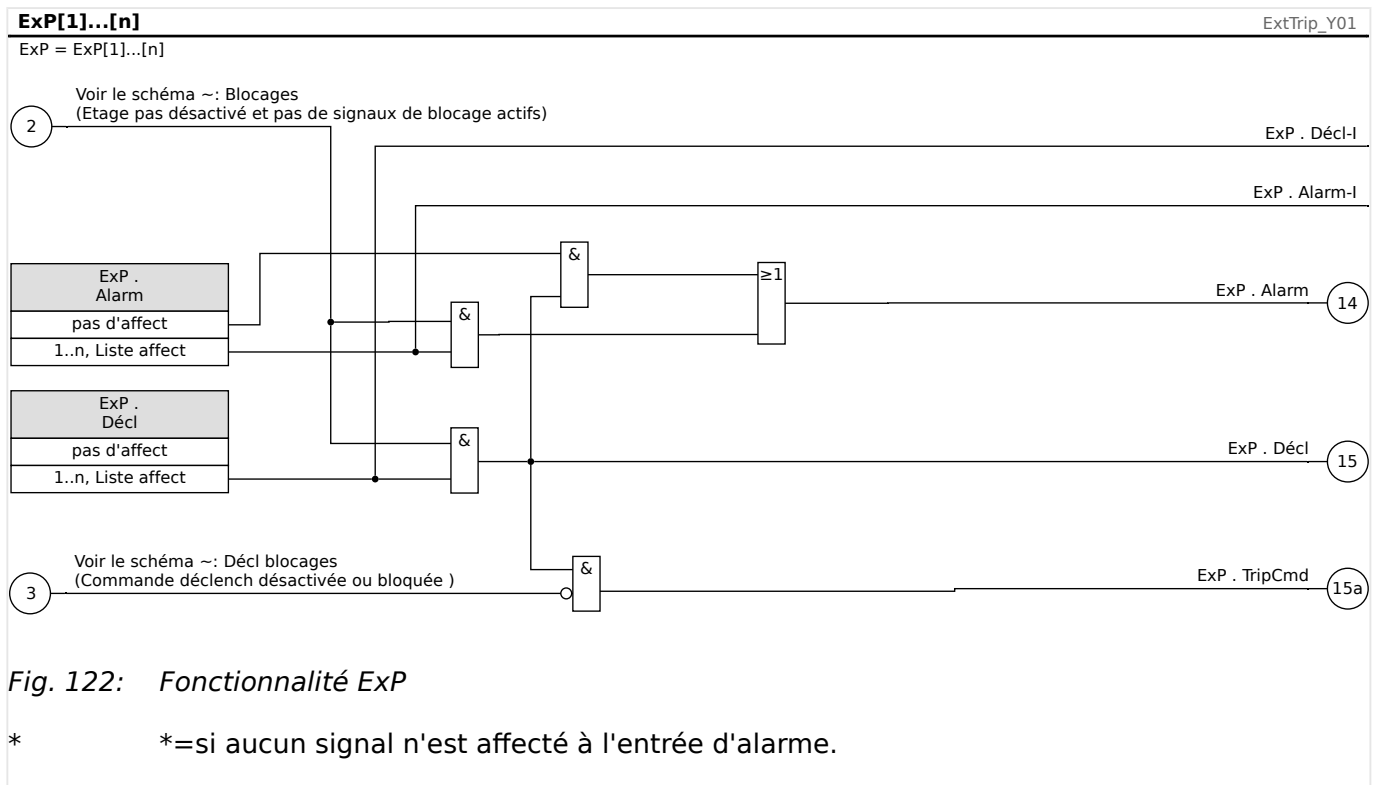 ExP[1]...[n]
ExtTrip_Y01
ExP = ExP[1]...[n]
Voir le schéma ~: Blocages
(Etage pas désactivé et pas de signaux de blocage actifs)
2
ExP . Décl-I
ExP . Alarm-I
&
ExP .
Alarm
≥1
ExP . Alarm
14
pas d'affect
&
1..n, Liste affect
ExP .
Décl
pas d'affect
&
ExP . Décl
15
1..n, Liste affect
Voir le schéma ~: Décl blocages
(Commande déclench désactivée ou bloquée )
3
&
ExP . TripCmd
15a
Fig. 122: Fonctionnalité ExP
* *=si aucun signal n'est affecté à l'entrée d'alarme.